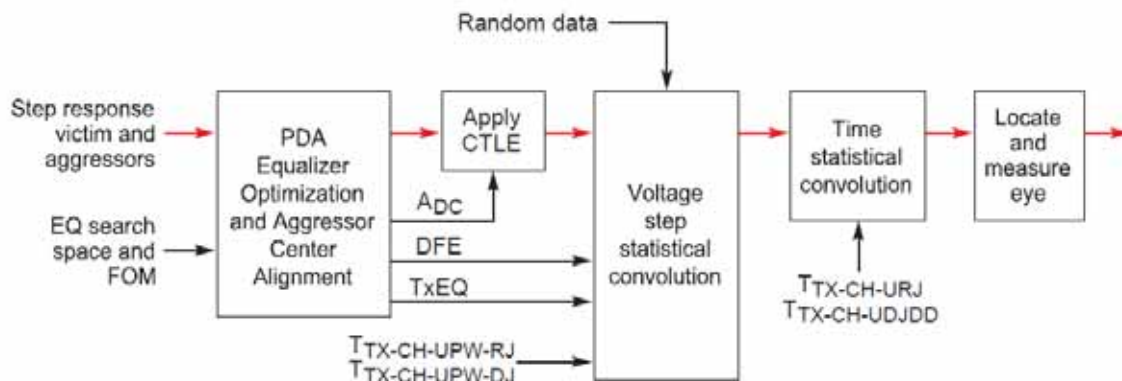 Random data
Step response
victim and
aggressors
EQ search
space and
FOM
PDA
Equalizer
Optimization
and Aggressor
Center
Alignment
Apply
CTLE
ADC
DFE
TxEQ
TTX-CH-UPW-RJ
TTX-CH-UPW-DJ
Voltage
step
statistical
convolution
Time
statistical
convolution
TTX-CH-URJ
TTX-CH-UDJDD
Locate
and
measure
eye